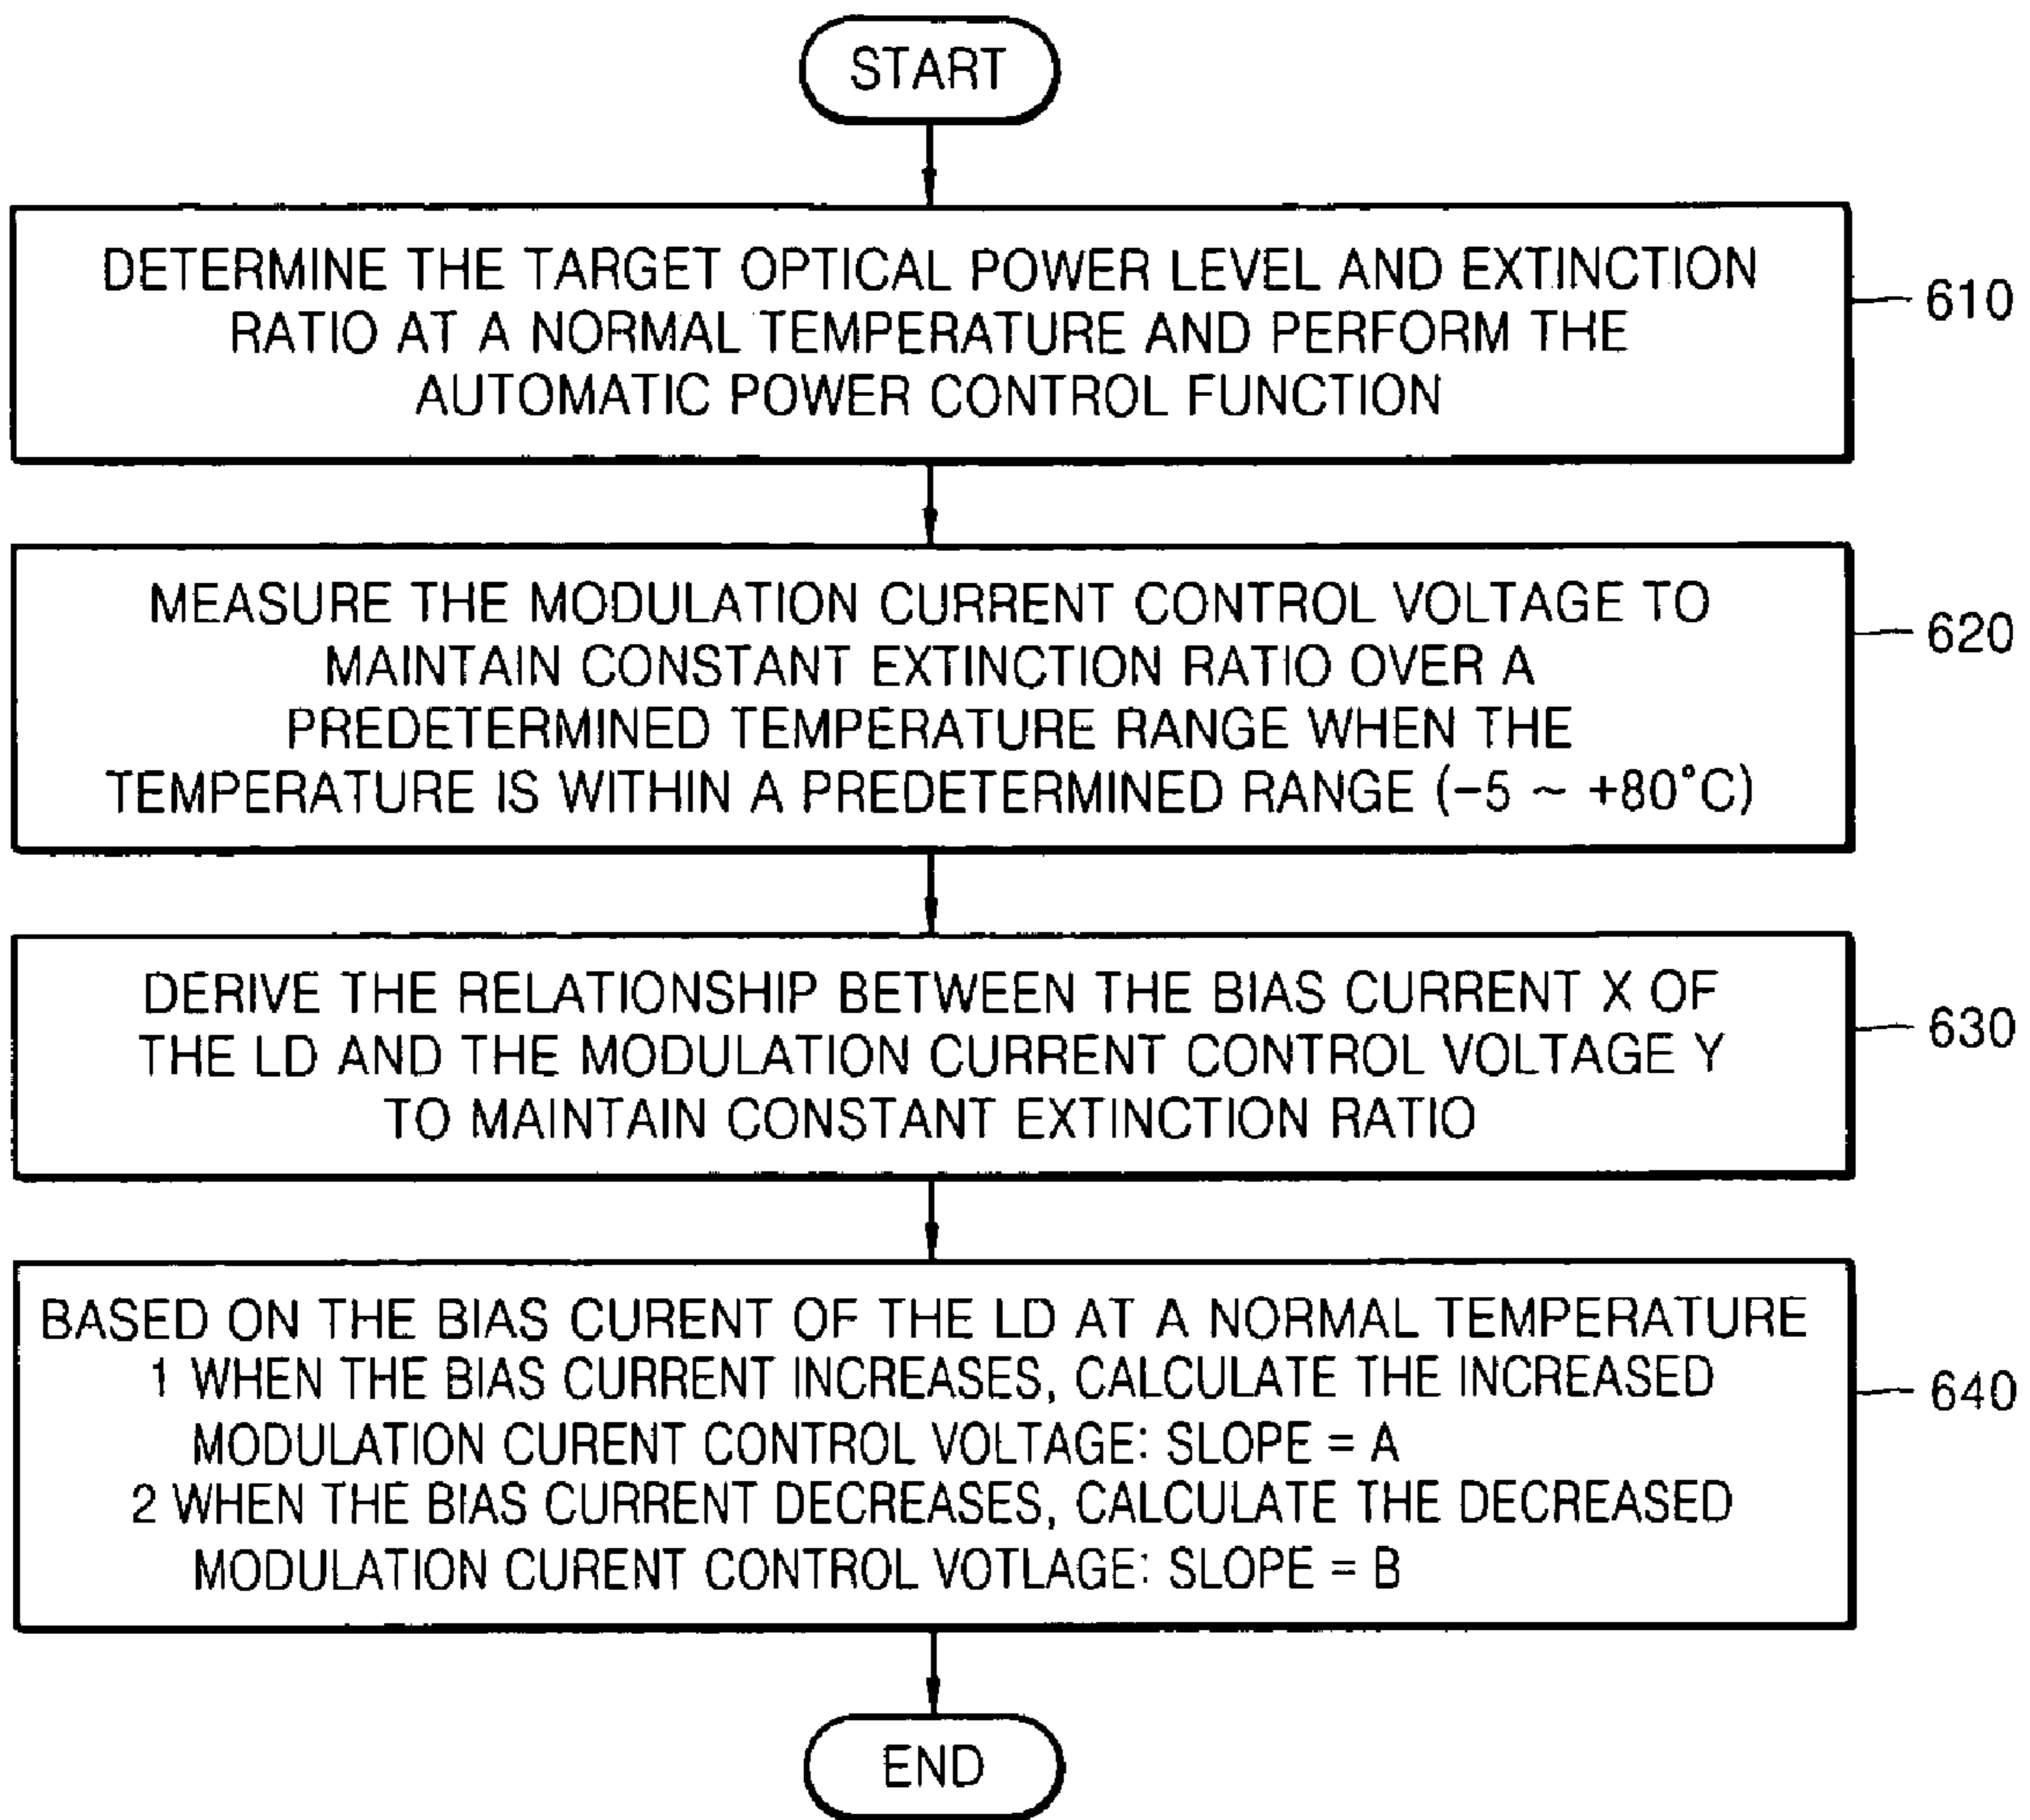 START
DETERMINE THE TARGET OPTICAL POWER LEVEL AND EXTINCTION
RATIO AT A NORMAL TEMPERATURE AND PERFORM THE
AUTOMATIC POWER CONTROL FUNCTION
610
MEASURE THE MODULATION CURRENT CONTROL VOLTAGE TO
MAINTAIN CONSTANT EXTINCTION RATIO OVER A
PREDETERMINED TEMPERATURE RANGE WHEN THE
TEMPERATURE IS WITHIN A PREDETERMINED RANGE (−5 ~ +80°C)
620
DERIVE THE RELATIONSHIP BETWEEN THE BIAS CURRENT X OF
THE LD AND THE MODULATION CURRENT CONTROL VOLTAGE Y
TO MAINTAIN CONSTANT EXTINCTION RATIO
630
BASED ON THE BIAS CURENT OF THE LD AT A NORMAL TEMPERATURE
1 WHEN THE BIAS CURRENT INCREASES, CALCULATE THE INCREASED
MODULATION CURENT CONTROL VOLTAGE: SLOPE = A
2 WHEN THE BIAS CURRENT DECREASES, CALCULATE THE DECREASED
MODULATION CURENT CONTROL VOTLAGE: SLOPE = B
640
END